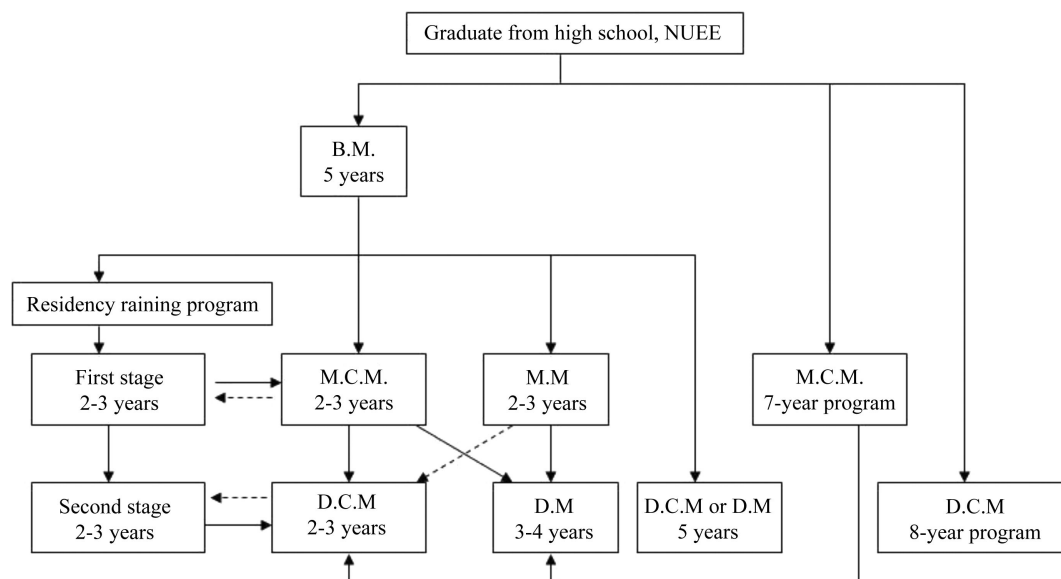 Graduate from high school, NUEE
B.M.
5 years
Residency raining program
First stage
2-3 years
M.C.M.
2-3 years
M.M
2-3 years
M.C.M.
7-year program
Second stage
2-3 years
D.C.M
2-3 years
D.M
3-4 years
D.C.M or D.M
5 years
D.C.M
8-year program